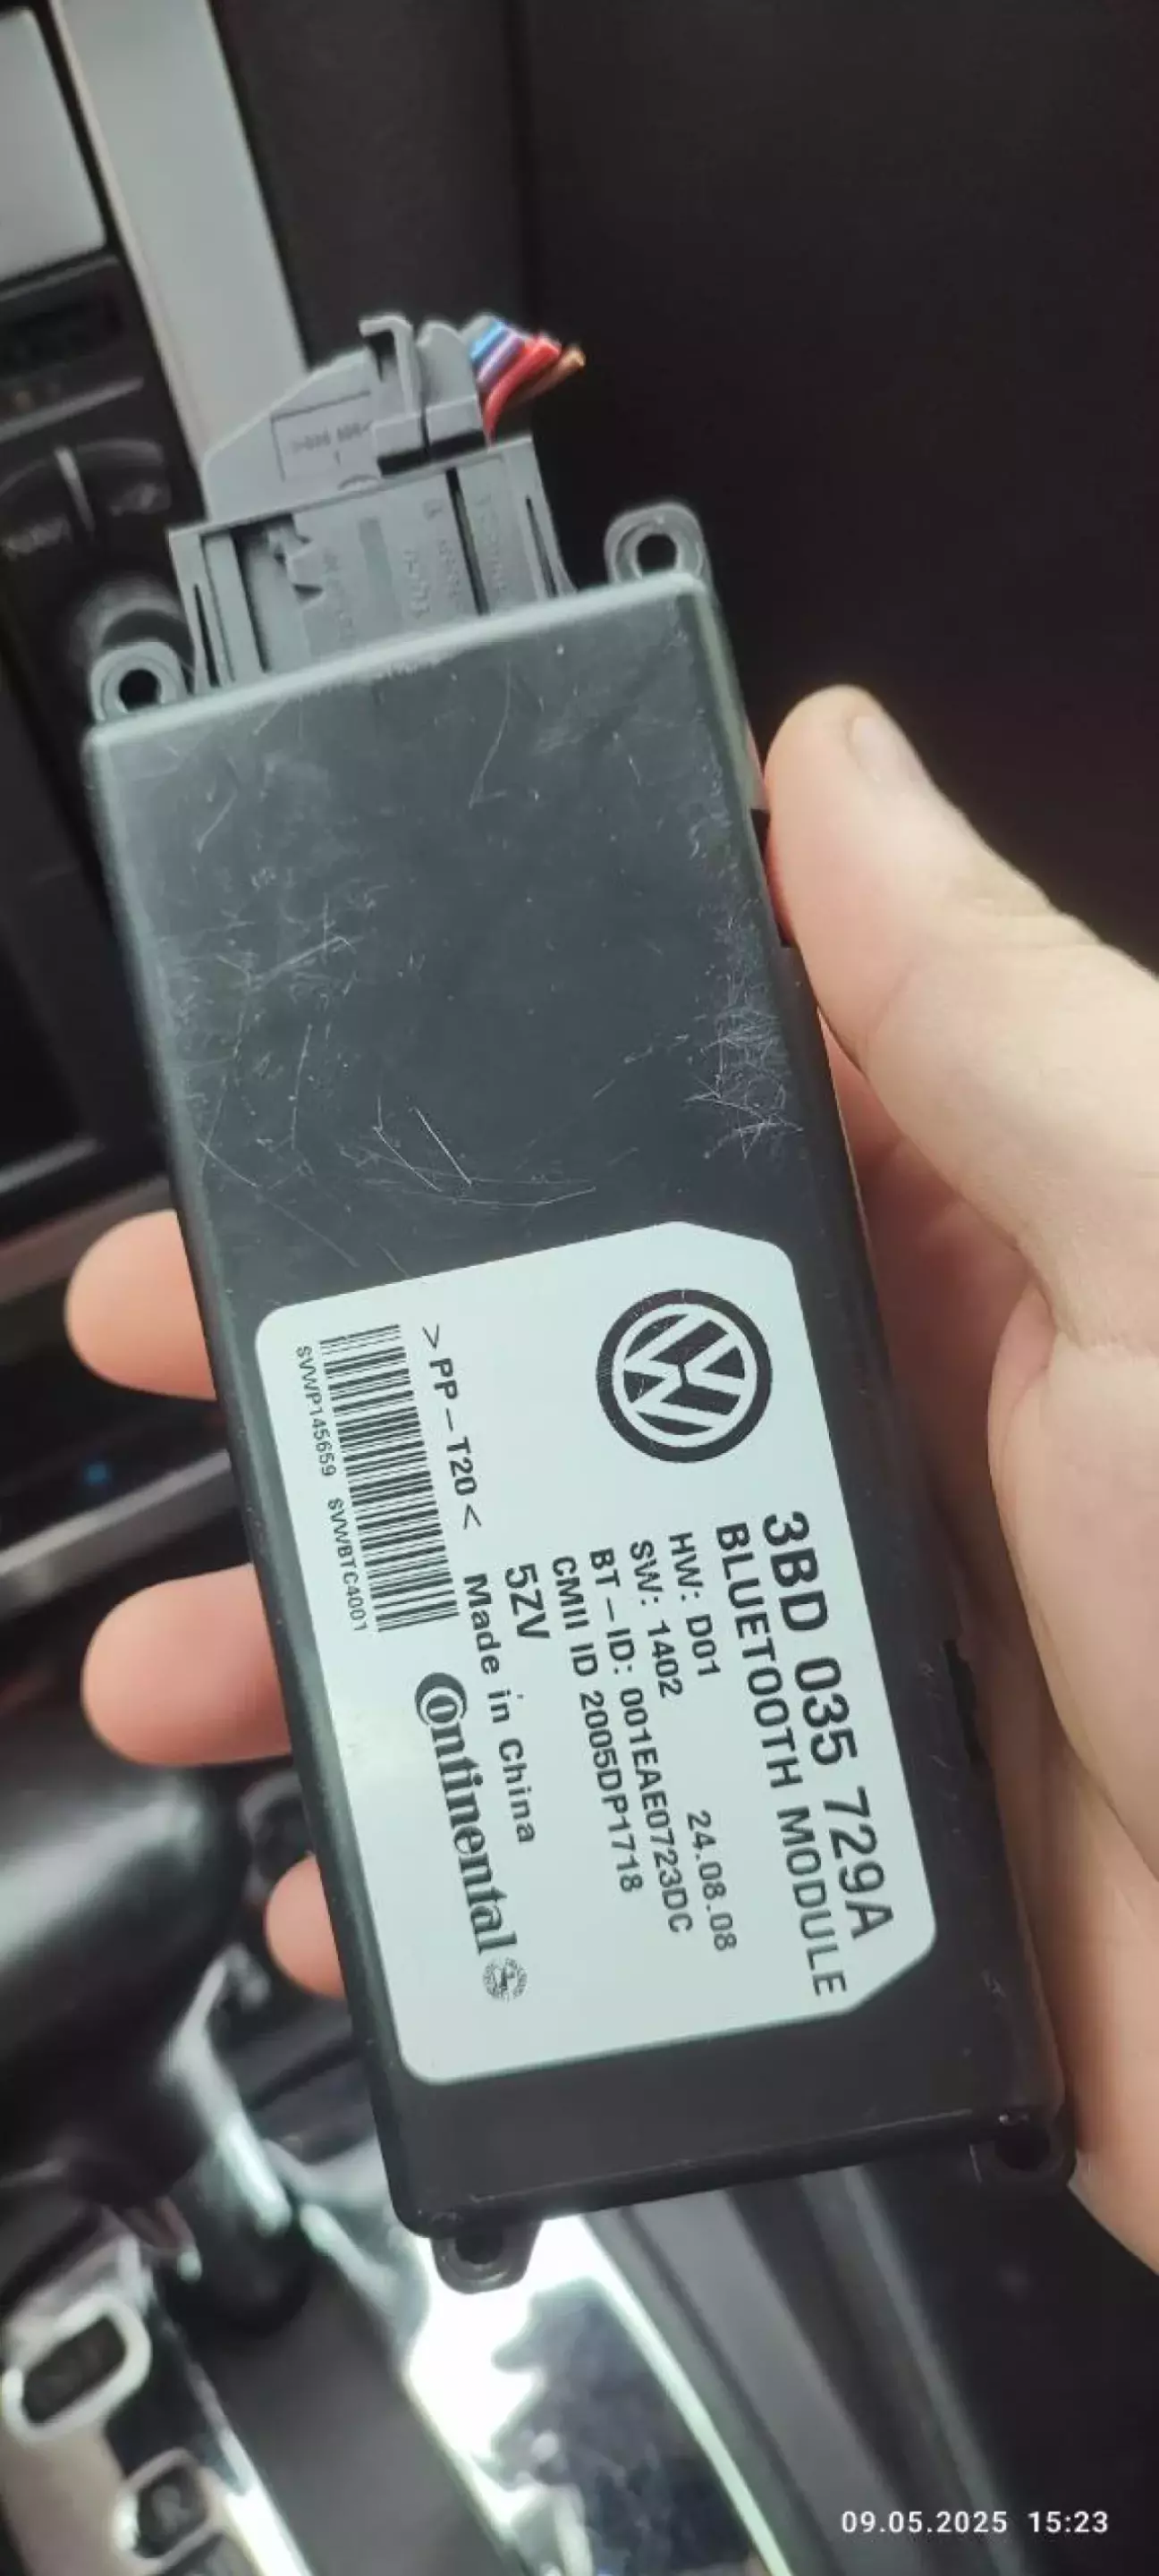 3BD 035 729A
BLUETOOTH MODULE
HW: D01 24.08.08
SW: 1402
BT-ID: 001EAE0723DC
CMII ID 2005DP1718
5ZV
>PP-T20< Made in China
Continental
SVWP145659 SVWBTC4001
09.05.2025 15:23